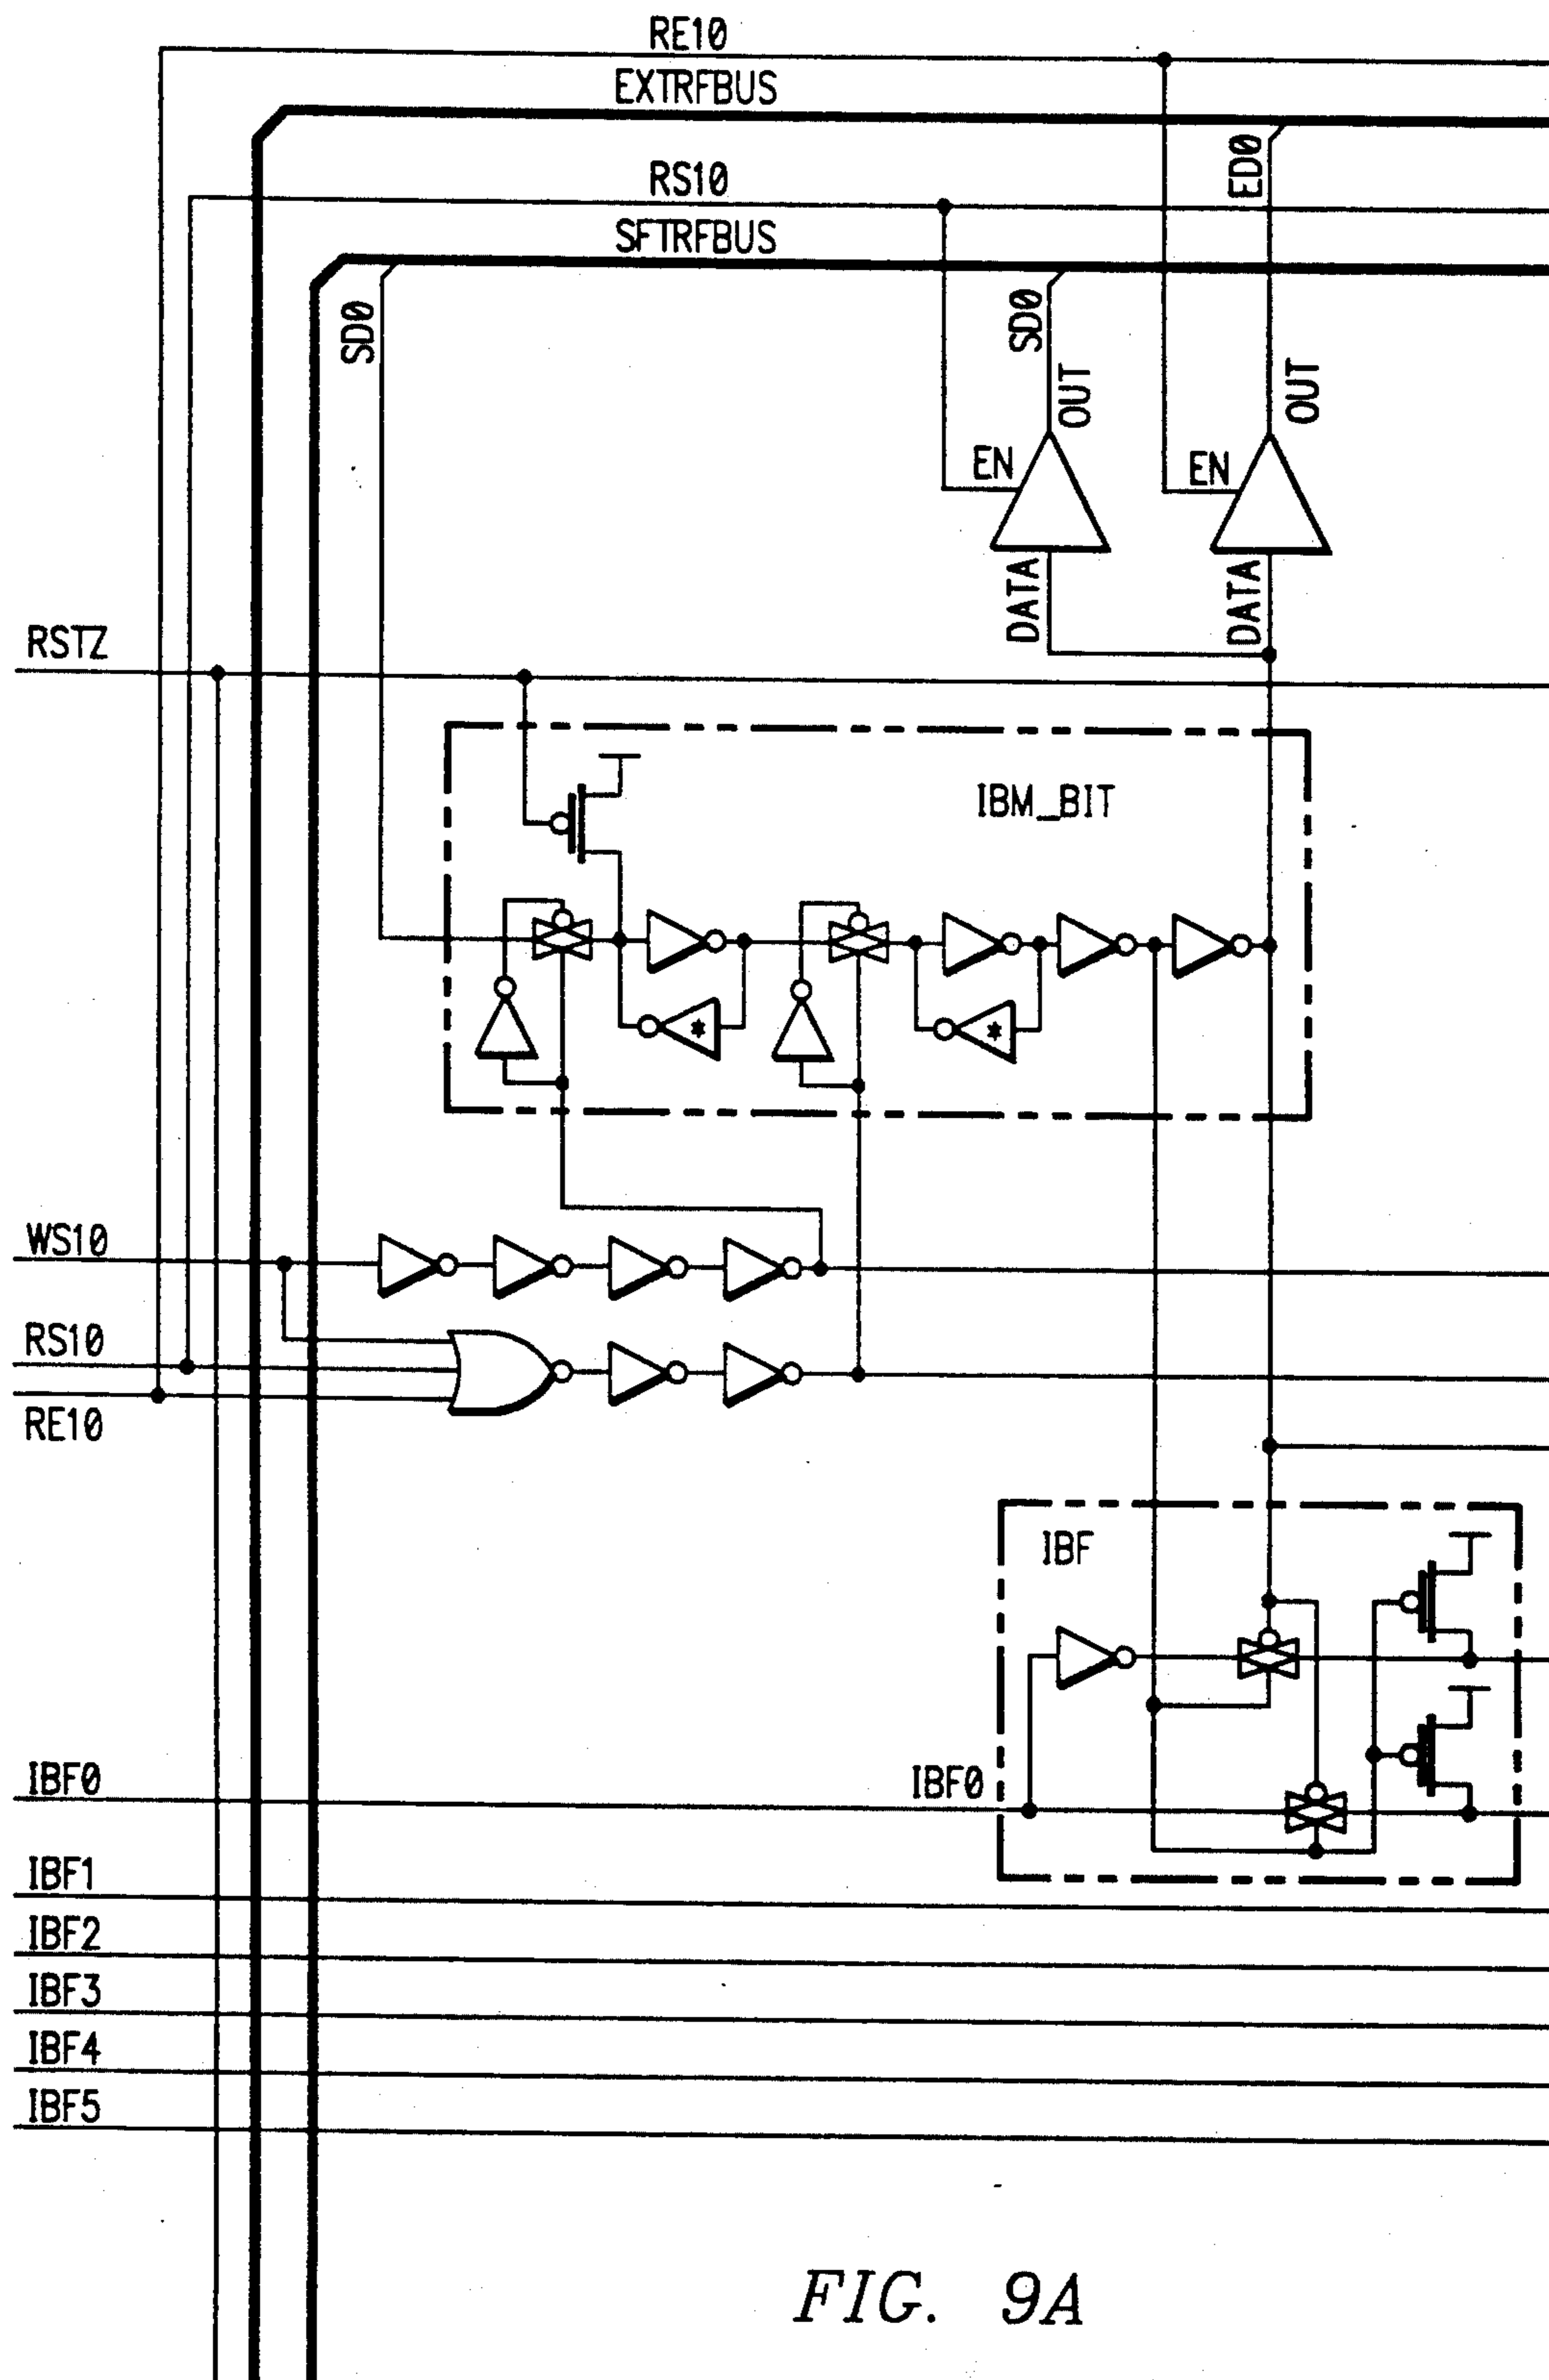 RE10
EXTRFBUS
ED0
RS10
SFTRFBUS
SD0
SD0
OUT
OUT
EN
EN
DATA
DATA
RSTZ
IBM_BIT
*
*
WS10
RS10
RE10
IBF
IBF0
IBF0
IBF1
IBF2
IBF3
IBF4
IBF5
FIG. 9A